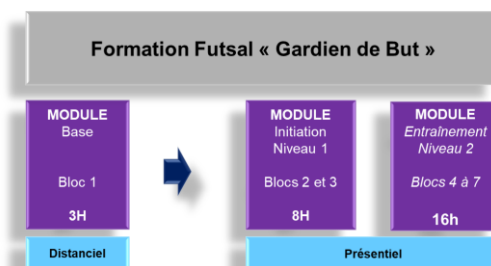 Formation Futsal « Gardien de But »
MODULE
Base
Bloc 1
3H
Distanciel
MODULE
Initiation
Niveau 1
Blocs 2 et 3
8H
MODULE
Entraînement
Niveau 2
Blocs 4 à 7
16h
Présentiel